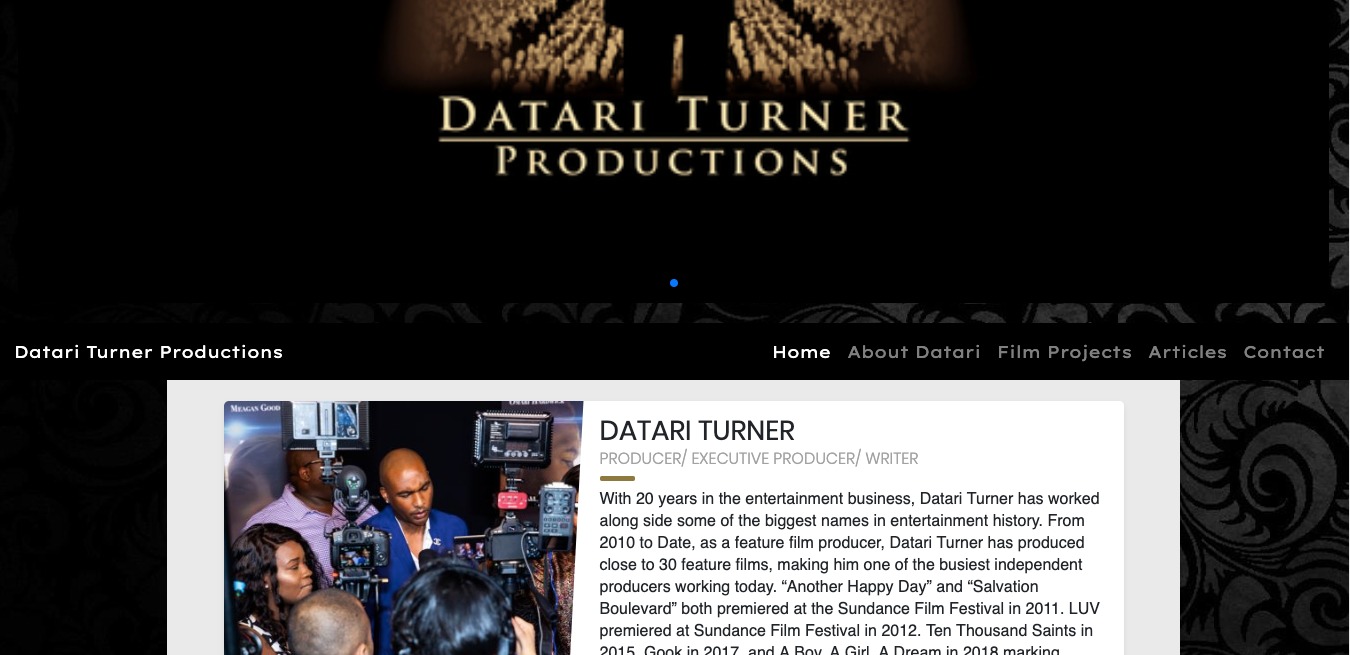 DATARI TURNER
PRODUCTIONS
Datari Turner Productions
Home About Datari Film Projects Articles Contact
MEAGAN GOOD
DATARI TURNER
PRODUCER/ EXECUTIVE PRODUCER/ WRITER
With 20 years in the entertainment business, Datari Turner has worked
along side some of the biggest names in entertainment history. From
2010 to Date, as a feature film producer, Datari Turner has produced
close to 30 feature films, making him one of the busiest independent
producers working today. “Another Happy Day” and “Salvation
Boulevard” both premiered at the Sundance Film Festival in 2011. LUV
premiered at Sundance Film Festival in 2012. Ten Thousand Saints in
2015, Gook in 2017, and A Boy. A Girl. A Dream in 2018 marking